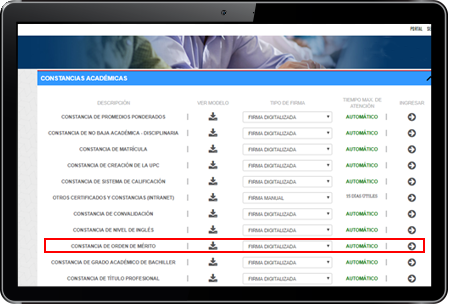 PORTAL
CONSTANCIAS ACADÉMICAS
DESCRIPCIÓN VER MODELO TIPO DE FIRMA TIEMPO MAX. DE ATENCIÓN INGRESAR
CONSTANCIA DE PROMEDIOS PONDERADOS FIRMA DIGITALIZADA AUTOMÁTICO
CONSTANCIA DE NO BAJA ACADÉMICA - DISCIPLINARIA FIRMA DIGITALIZADA AUTOMÁTICO
CONSTANCIA DE MATRÍCULA FIRMA DIGITALIZADA AUTOMÁTICO
CONSTANCIA DE CREACIÓN DE LA UPC FIRMA DIGITALIZADA AUTOMÁTICO
CONSTANCIA DE SISTEMA DE CALIFICACIÓN FIRMA DIGITALIZADA AUTOMÁTICO
OTROS CERTIFICADOS Y CONSTANCIAS (INTRANET) FIRMA MANUAL 15 DÍAS ÚTILES
CONSTANCIA DE CONVALIDACIÓN FIRMA DIGITALIZADA AUTOMÁTICO
CONSTANCIA DE NIVEL DE INGLÉS FIRMA DIGITALIZADA AUTOMÁTICO
CONSTANCIA DE ORDEN DE MÉRITO FIRMA DIGITALIZADA AUTOMÁTICO
CONSTANCIA DE GRADO ACADÉMICO DE BACHILLER FIRMA DIGITALIZADA AUTOMÁTICO
CONSTANCIA DE TÍTULO PROFESIONAL FIRMA DIGITALIZADA AUTOMÁTICO